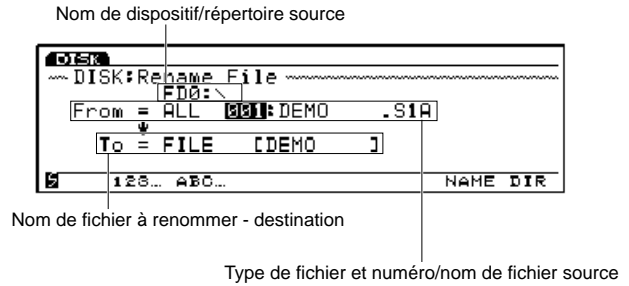 Nom de dispositif/répertoire source
DISK
DISK:Rename File
FD0:\
From = ALL 001:DEMO .S1A
To = FILE [DEMO ]
123… ABC… NAME DIR
Nom de fichier à renommer - destination
Type de fichier et numéro/nom de fichier source